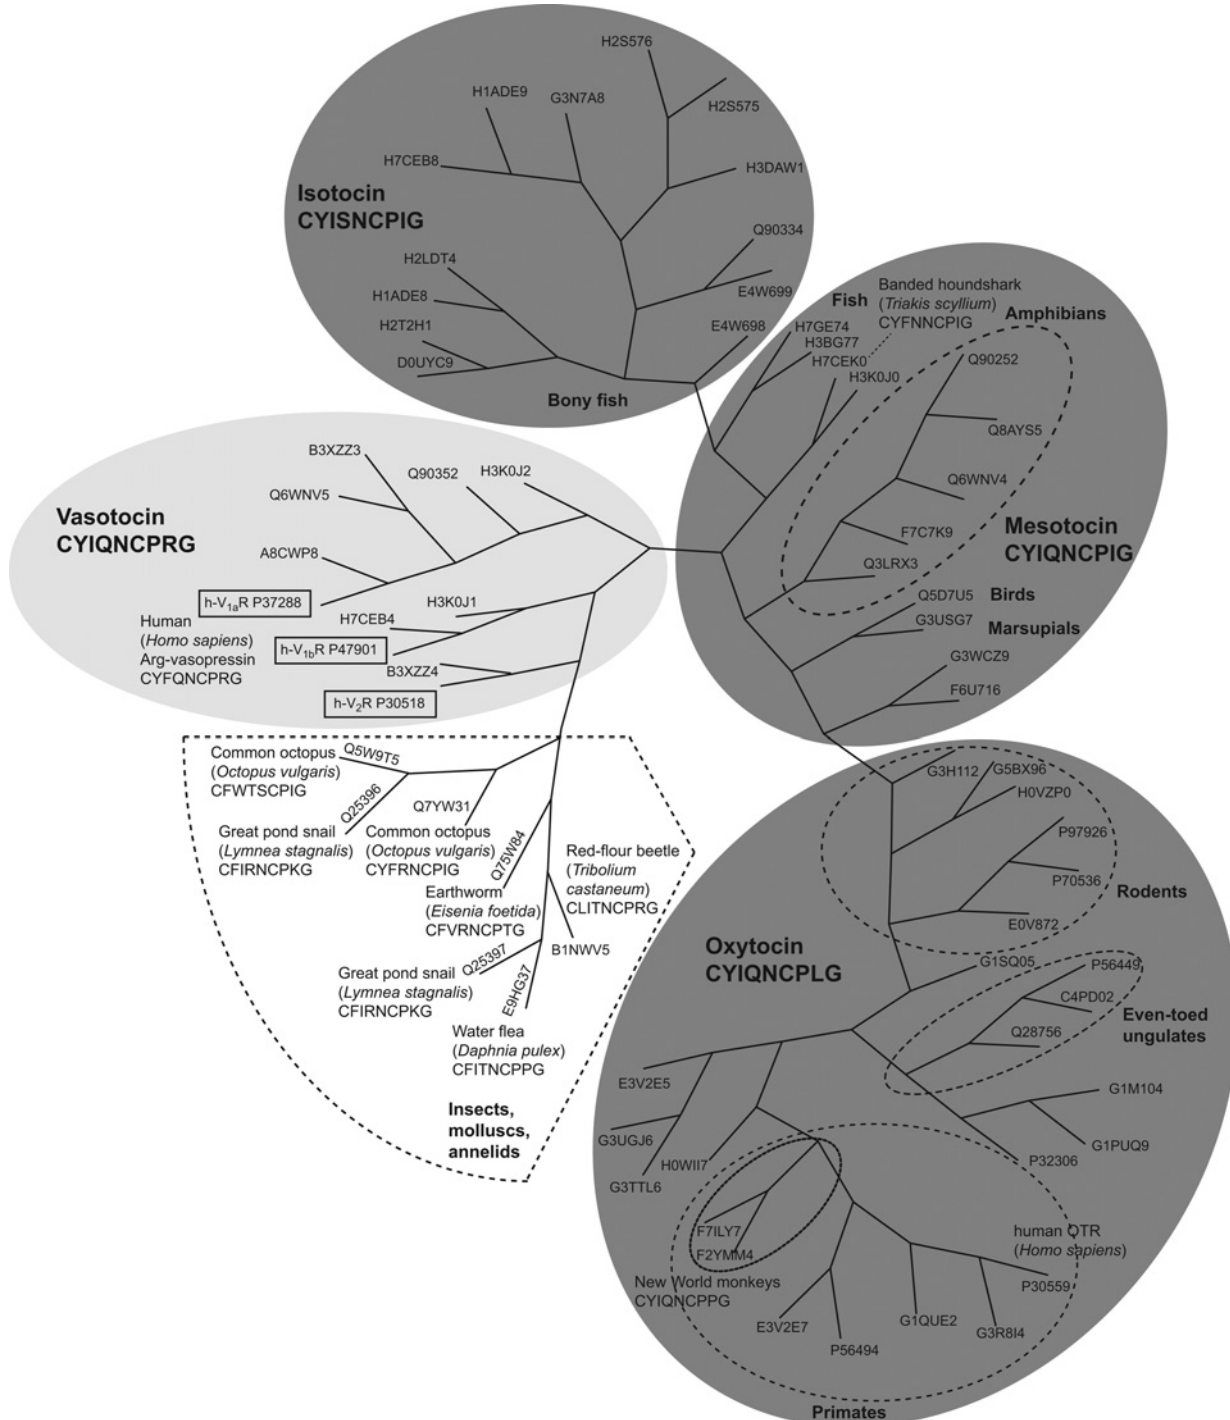 H2S576
H1ADE9
G3N7A8
H2S575
H7CEB8
H3DAW1
Isotocin
CYISNCPIG
Q90334
H2LDT4
E4W699
H1ADE8
H2T2H1
E4W698
D0UYC9
Bony fish
Fish
Banded houndshark
(Triakis scyllium)
CYFNNCPIG
Amphibians
H7GE74
H3BG77
H7CEK0
H3K0J0
Q90252
Q8AYS5
Q6WNV4
Mesotocin
CYIQNCPIG
F7C7K9
Q3LRX3
Q5D7U5
Birds
G3USG7
Marsupials
G3WCZ9
F6U716
B3XZZ3
Q90352
H3K0J2
Q6WNV5
Vasotocin
CYIQNCPRG
A8CWP8
h-V1aR P37288
Human
(Homo sapiens)
Arg-vasopressin
CYFQNCPRG
H3K0J1
H7CEB4
h-V1bR P47901
B3XZZ4
h-V2R P30518
Common octopus
(Octopus vulgaris)
CFWTSCPIG
Q5W9T5
Q25396
Great pond snail
(Lymnea stagnalis)
CFIRNCPKG
Q7YW31
Common octopus
(Octopus vulgaris)
CYFRNCPIG
Q75W84
Earthworm
(Eisenia foetida)
CFVRNCPTG
Red-flour beetle
(Tribolium
castaneum)
CLITNCPRG
B1NWV5
Q25397
Great pond snail
(Lymnea stagnalis)
CFIRNCPKG
E9HG37
Water flea
(Daphnia pulex)
CFITNCPPG
Insects,
molluscs,
annelids
G3H112
G5BX96
H0VZP0
P97926
P70536
Rodents
E0V872
Oxytocin
CYIQNCPLG
G1SQ05
P56449
C4PD02
Even-toed
ungulates
Q28756
E3V2E5
G1M104
G3UGJ6
G1PUQ9
H0WII7
P32306
G3TTL6
F7ILY7
F2YMM4
New World monkeys
CYIQNCPPG
human OTR
(Homo sapiens)
P30559
E3V2E7
G1QUE2
G3R8I4
P56494
Primates